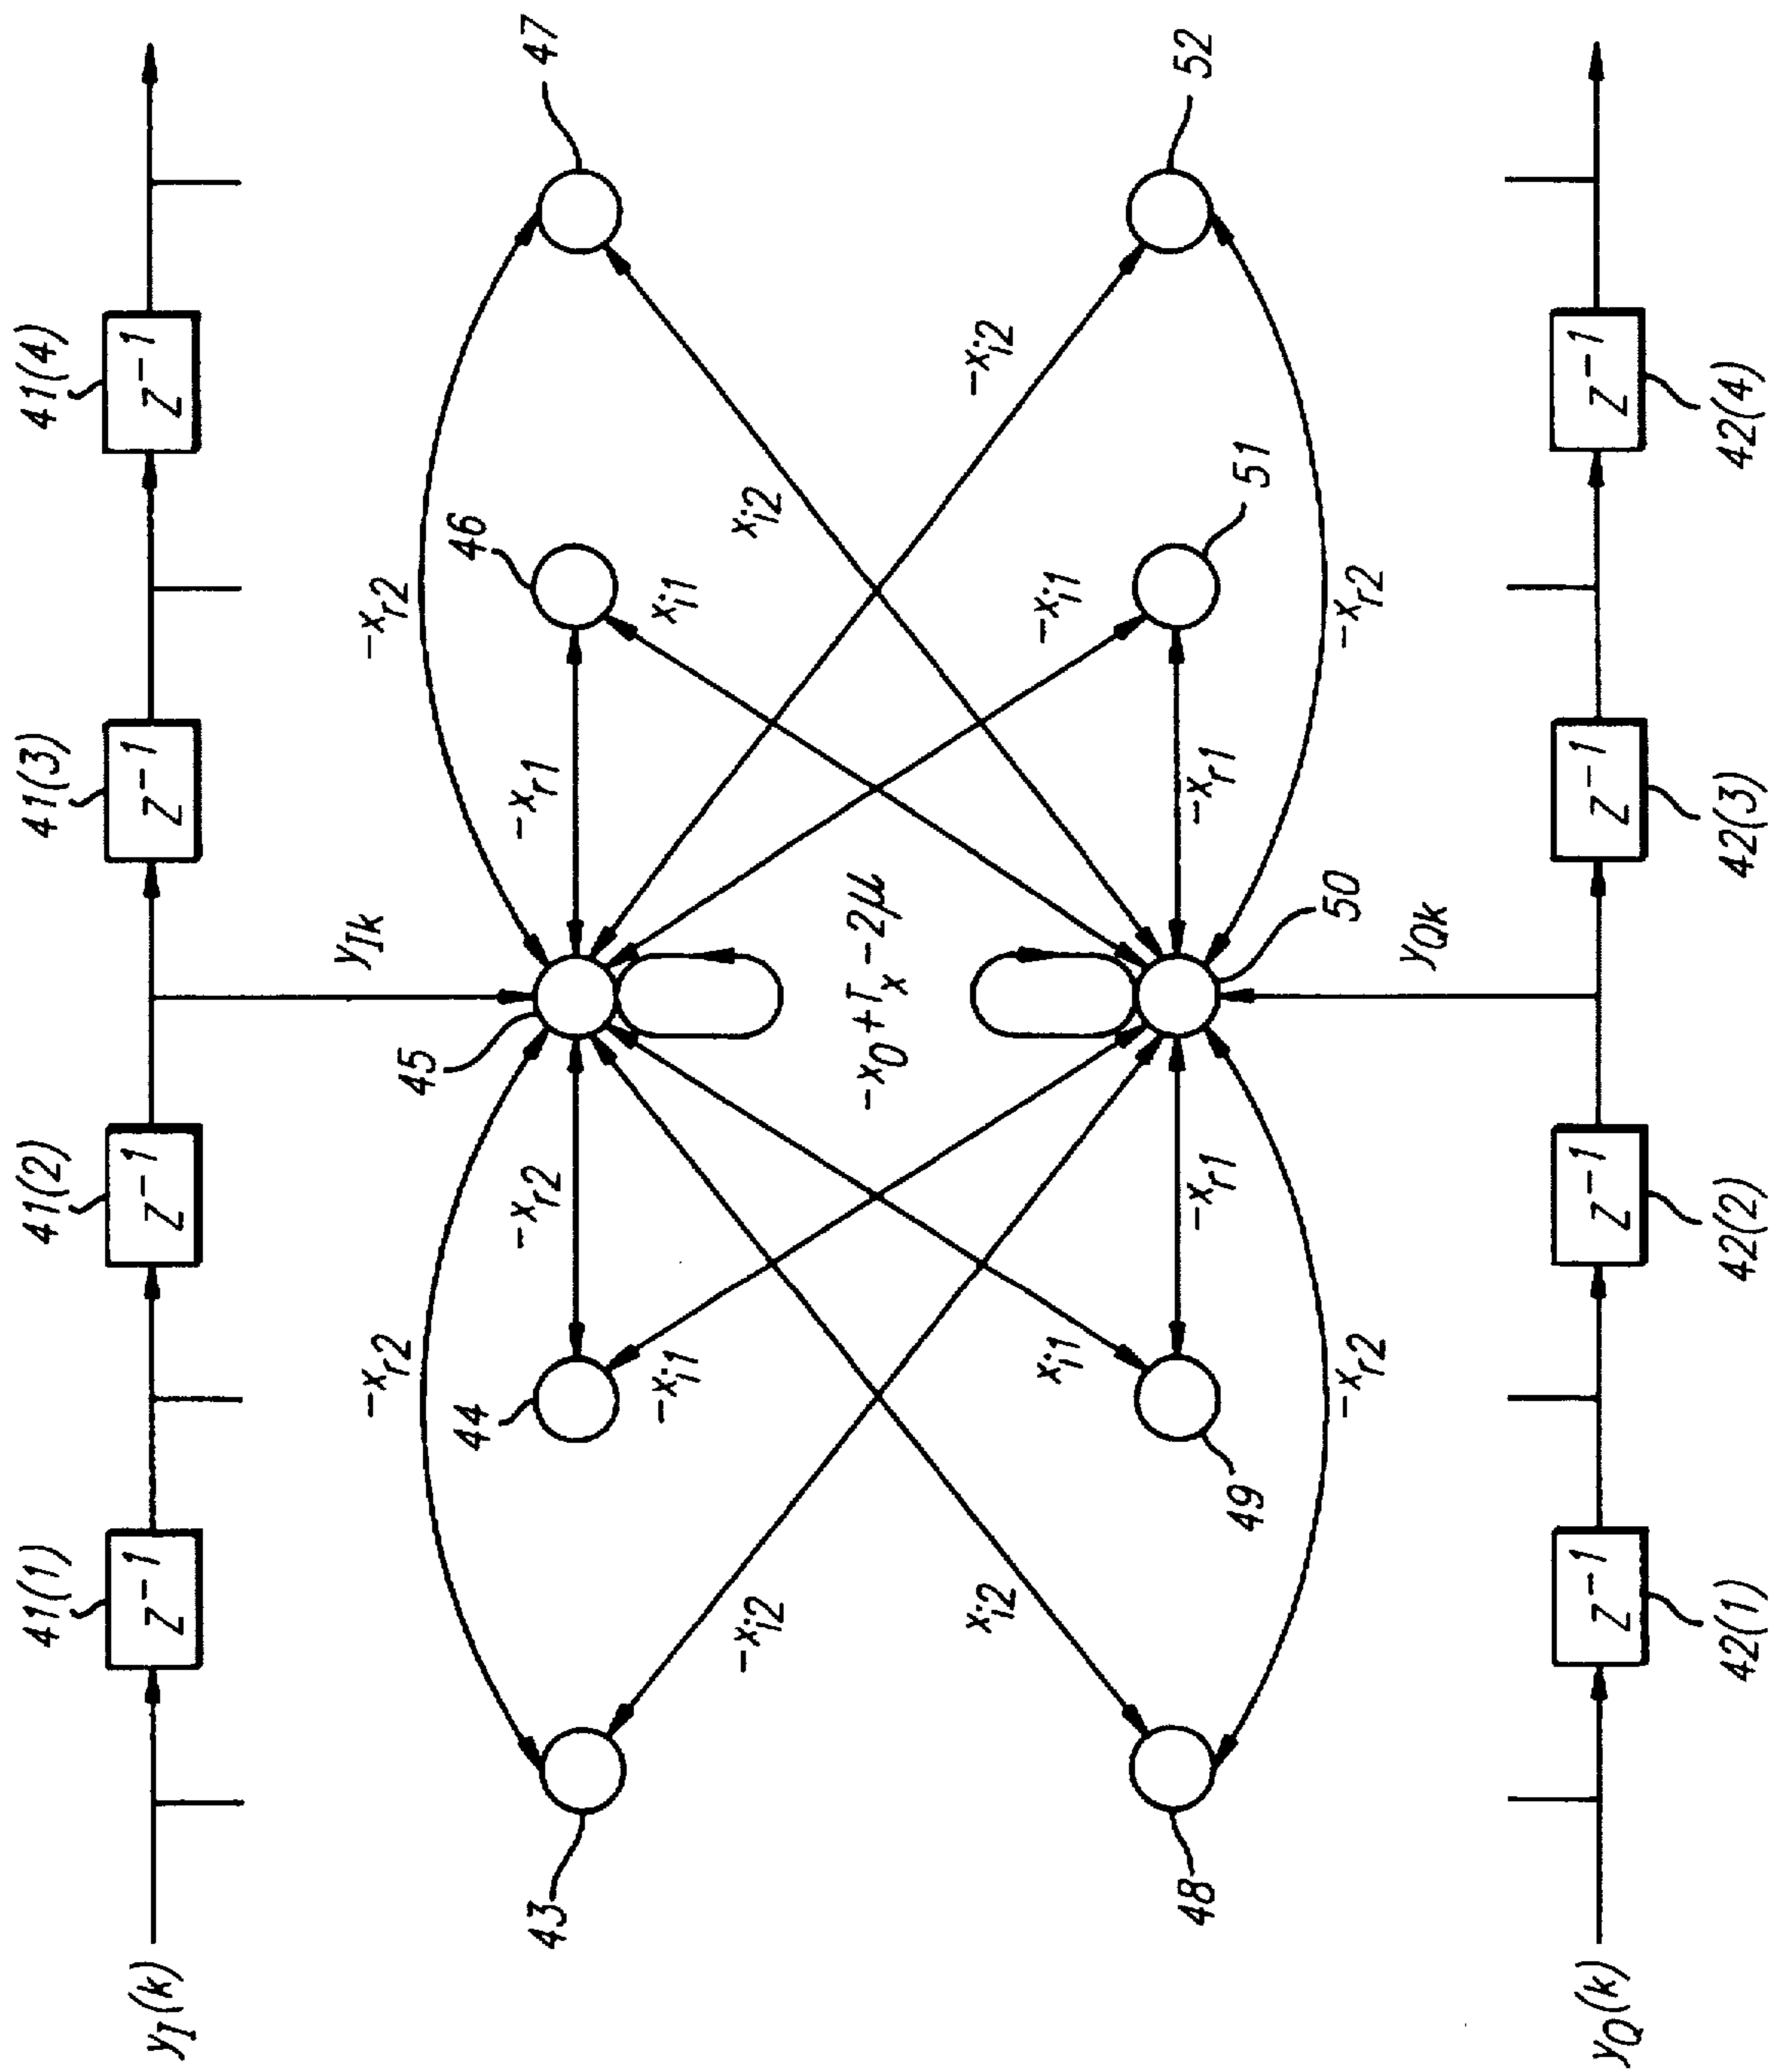 41(1) 41(2) 41(3) 41(4)
y_I(k) z⁻¹ z⁻¹ z⁻¹ z⁻¹
y_Ik
-x_r2 -x_r2
43 44 45 46 47
-x_r2 -x_r1
-x_i1 x_i1
-x_i2 x_i2
-x_0 + T_x - 2μ
x_i2 -x_i2
x_i1 -x_i1
-x_r1 -x_r1
48 49 50 51 52
-x_r2 -x_r2
y_Qk
y_Q(k) z⁻¹ z⁻¹ z⁻¹ z⁻¹
42(1) 42(2) 42(3) 42(4)